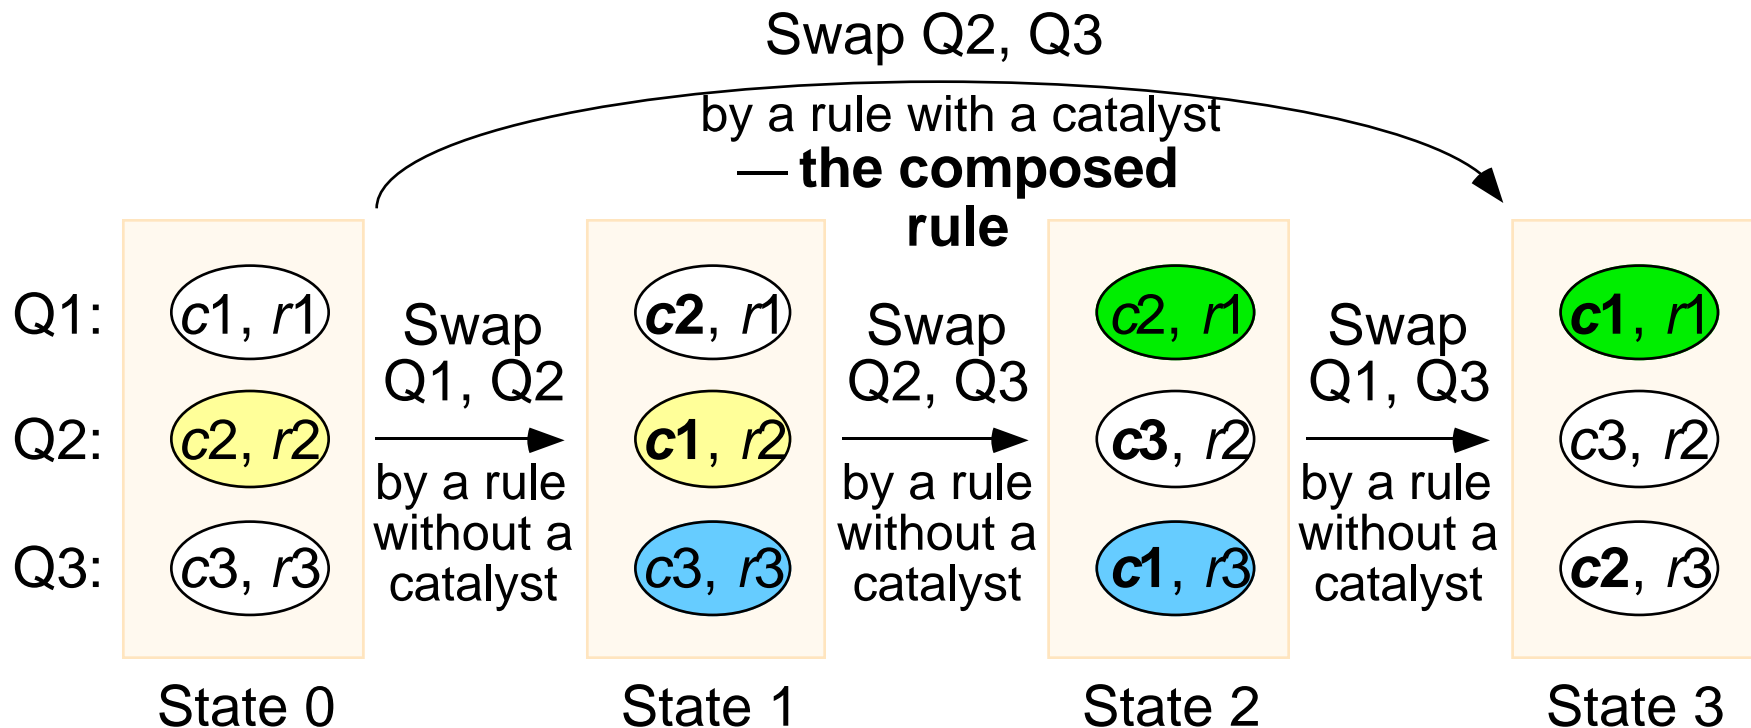 Swap Q2, Q3
by a rule with a catalyst
— the composed
rule
Q1:
c1, r1
c2, r1
c2, r1
c1, r1
Swap
Q1, Q2
Swap
Q2, Q3
Swap
Q1, Q3
Q2:
c2, r2
c1, r2
c3, r2
c3, r2
by a rule
without a
catalyst
by a rule
without a
catalyst
by a rule
without a
catalyst
Q3:
c3, r3
c3, r3
c1, r3
c2, r3
State 0
State 1
State 2
State 3